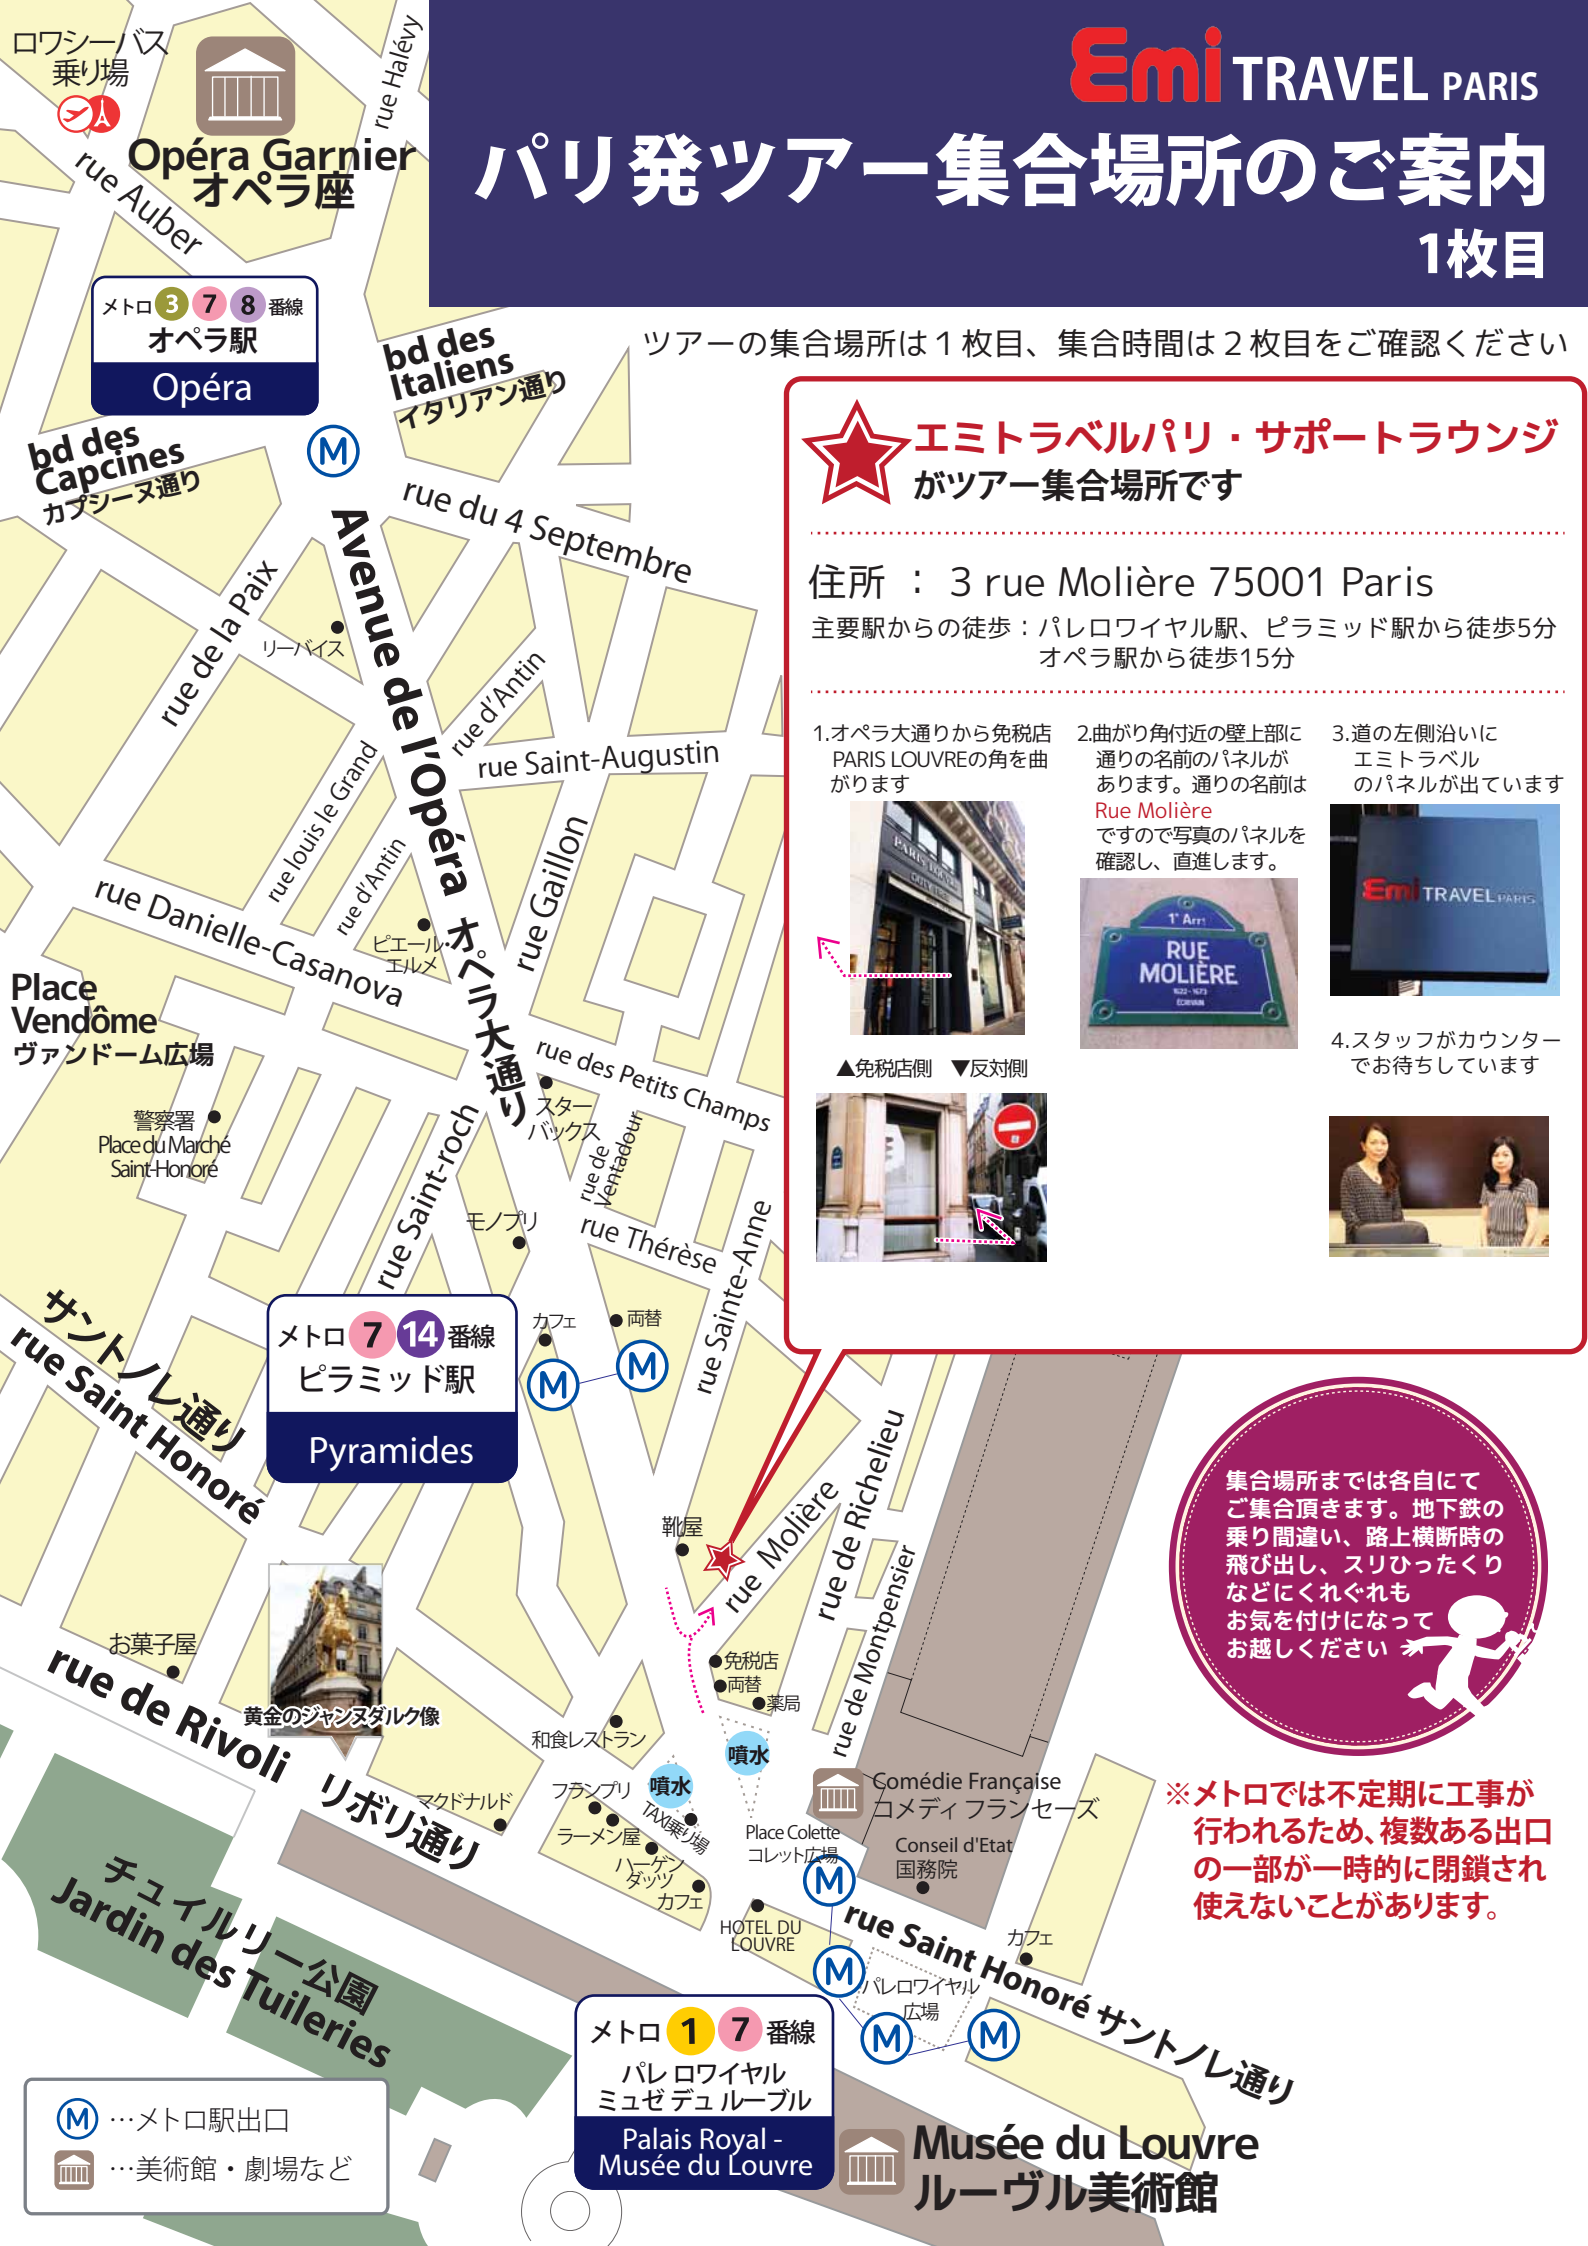 Emi TRAVEL PARIS
パリ発ツアー集合場所のご案内
1枚目
ツアーの集合場所は1枚目、集合時間は2枚目をご確認ください
エミトラベルパリ・サポートラウンジ
がツアー集合場所です
住所 : 3 rue Molière 75001 Paris
主要駅からの徒歩：パレロワイヤル駅、ピラミッド駅から徒歩5分
オペラ駅から徒歩15分
1.オペラ大通りから免税店
PARIS LOUVREの角を曲
がります
PARIS LOUVRE
▲免税店側 ▼反対側
2.曲がり角付近の壁上部に
通りの名前のパネルが
あります。通りの名前は
Rue Molière
ですので写真のパネルを
確認し、直進します。
1er Arrt
RUE
MOLIÈRE
1622-1673
ÉCRIVAIN
3.道の左側沿いに
エミトラベル
のパネルが出ています
Emi TRAVEL PARIS
4.スタッフがカウンター
でお待ちしています
集合場所までは各自にて
ご集合頂きます。地下鉄の
乗り間違い、路上横断時の
飛び出し、スリひったくり
などにくれぐれも
お気を付けになって
お越しください
※メトロでは不定期に工事が
行われるため、複数ある出口
の一部が一時的に閉鎖され
使えないことがあります。
ロワシーバス
乗り場
Opéra Garnier
オペラ座
rue Halévy
rue Auber
メトロ 3 7 8 番線
オペラ駅
Opéra
bd des
Italiens
イタリアン通り
bd des
Capcines
カプシーヌ通り
M
rue du 4 Septembre
Avenue de l'Opéra オペラ大通り
rue de la Paix
リーバイス
rue d'Antin
rue Saint-Augustin
rue louis le Grand
rue d'Antin
rue Gaillon
rue Danielle-Casanova
ピエール・
エルメ
Place
Vendôme
ヴァンドーム広場
rue des Petits Champs
スター
バックス
rue de
Ventadour
警察署
Place du Marché
Saint-Honoré
rue Saint-roch
モノプリ
rue Thérèse
rue Sainte-Anne
サントノレ通り
rue Saint Honoré
メトロ 7 14 番線
ピラミッド駅
Pyramides
カフェ
両替
M
M
靴屋
rue Molière
rue de Richelieu
rue de Montpensier
お菓子屋
rue de Rivoli リボリ通り
黄金のジャンヌダルク像
免税店
両替
薬局
和食レストラン
噴水
噴水
フランプリ
TAXI乗り場
マクドナルド
ラーメン屋
ハーゲン
ダッツ
カフェ
Place Colette
コレット広場
Comédie Française
コメディ フランセーズ
Conseil d'Etat
国務院
M
HOTEL DU
LOUVRE
rue Saint Honoré サントノレ通り
カフェ
M
パレロワイヤル
広場
M
M
チュイルリー公園
Jardin des Tuileries
メトロ 1 7 番線
パレ ロワイヤル
ミュゼ デュ ルーブル
Palais Royal -
Musée du Louvre
Musée du Louvre
ルーヴル美術館
M …メトロ駅出口
…美術館・劇場など